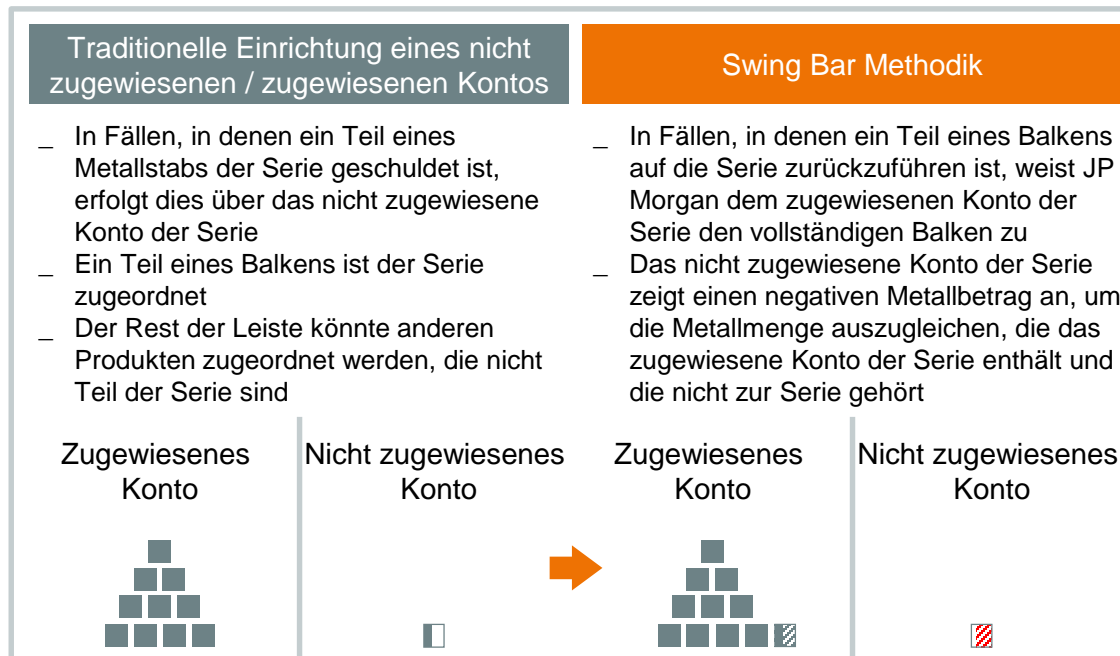 Traditionelle Einrichtung eines nicht
zugewiesenen / zugewiesenen Kontos
_ In Fällen, in denen ein Teil eines
Metallstabs der Serie geschuldet ist,
erfolgt dies über das nicht zugewiesene
Konto der Serie
_ Ein Teil eines Balkens ist der Serie
zugeordnet
_ Der Rest der Leiste könnte anderen
Produkten zugeordnet werden, die nicht
Teil der Serie sind
Zugewiesenes
Konto
Nicht zugewiesenes
Konto
Swing Bar Methodik
_ In Fällen, in denen ein Teil eines Balkens
auf die Serie zurückzuführen ist, weist JP
Morgan dem zugewiesenen Konto der
Serie den vollständigen Balken zu
_ Das nicht zugewiesene Konto der Serie
zeigt einen negativen Metallbetrag an, um
die Metallmenge auszugleichen, die das
zugewiesene Konto der Serie enthält und
die nicht zur Serie gehört
Zugewiesenes
Konto
Nicht zugewiesenes
Konto